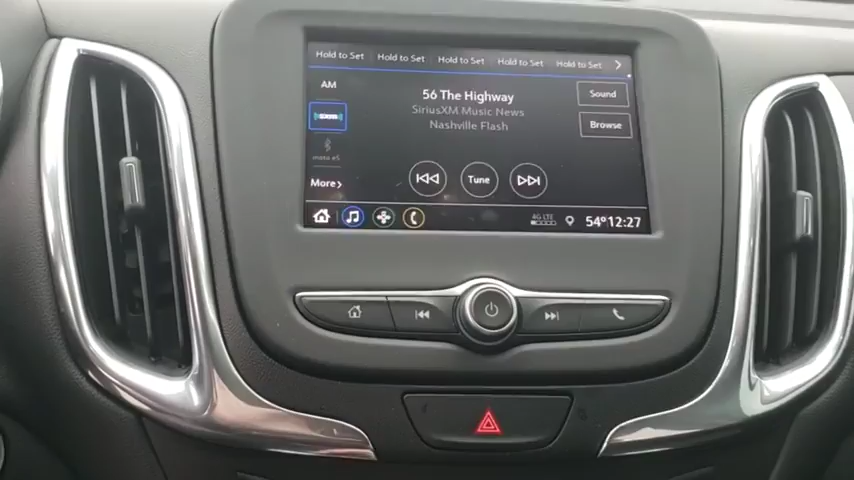 Hold to Set Hold to Set Hold to Set Hold to Set Hold to Set
AM
56 The Highway
Sound
SiriusXM Music News
Nashville Flash
Browse
More
Tune
4G LTE
54° 12:27